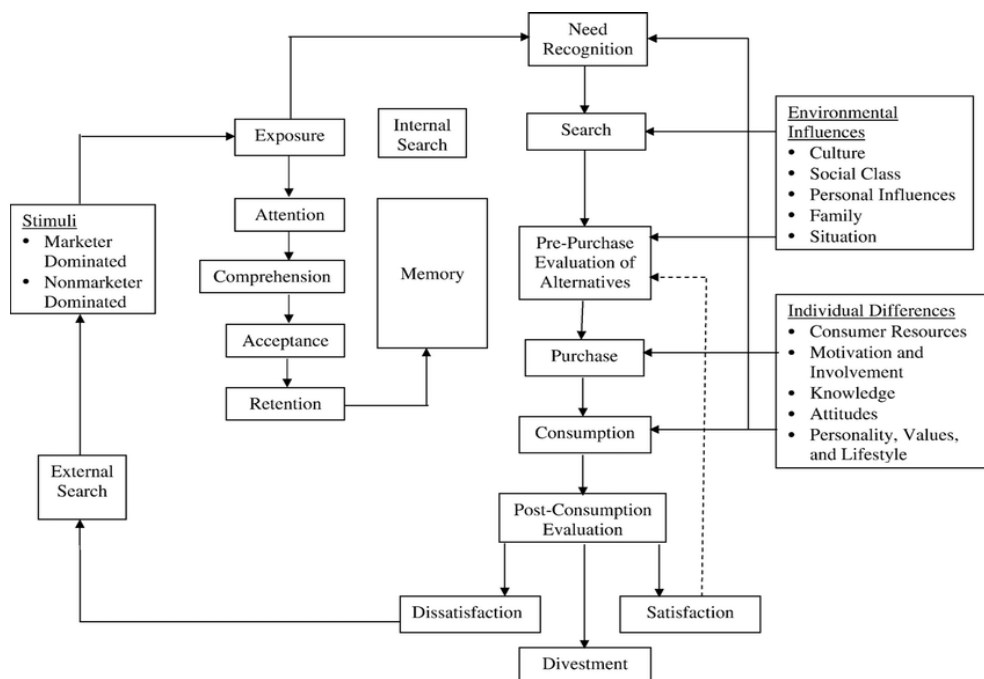 Need
Recognition
Exposure
Internal
Search
Search
Environmental
Influences
• Culture
• Social Class
• Personal Influences
• Family
• Situation
Stimuli
• Marketer
Dominated
• Nonmarketer
Dominated
Attention
Comprehension
Acceptance
Retention
Memory
Pre-Purchase
Evaluation of
Alternatives
Individual Differences
• Consumer Resources
• Motivation and
Involvement
• Knowledge
• Attitudes
• Personality, Values,
and Lifestyle
Purchase
Consumption
External
Search
Post-Consumption
Evaluation
Dissatisfaction
Satisfaction
Divestment